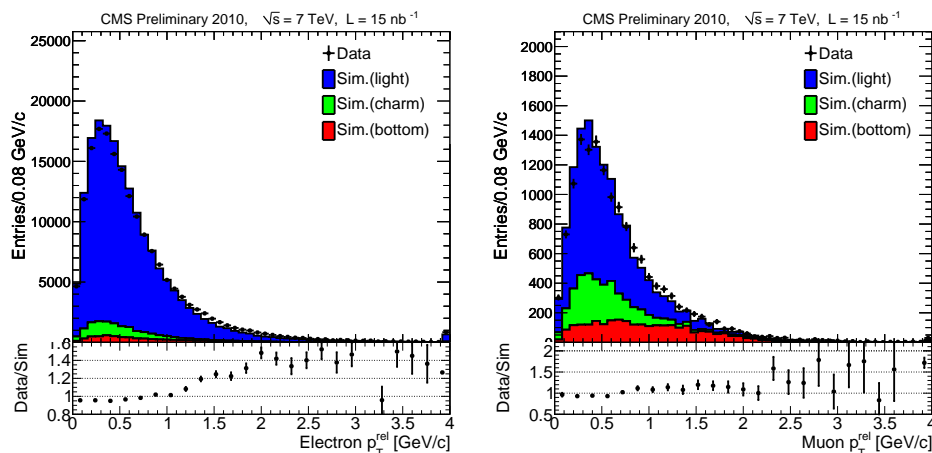 CMS Preliminary 2010, √s = 7 TeV, L = 15 nb⁻¹
Entries/0.08 GeV/c
25000
20000
15000
10000
5000
Data
Sim.(light)
Sim.(charm)
Sim.(bottom)
Data/Sim
1.6
1.4
1.2
1
0.8
0 0.5 1 1.5 2 2.5 3 3.5 4
Electron p_T^rel [GeV/c]
CMS Preliminary 2010, √s = 7 TeV, L = 15 nb⁻¹
Entries/0.08 GeV/c
2000
1800
1600
1400
1200
1000
800
600
400
200
Data
Sim.(light)
Sim.(charm)
Sim.(bottom)
Data/Sim
2
1.5
1
0.5
0 0.5 1 1.5 2 2.5 3 3.5 4
Muon p_T^rel [GeV/c]